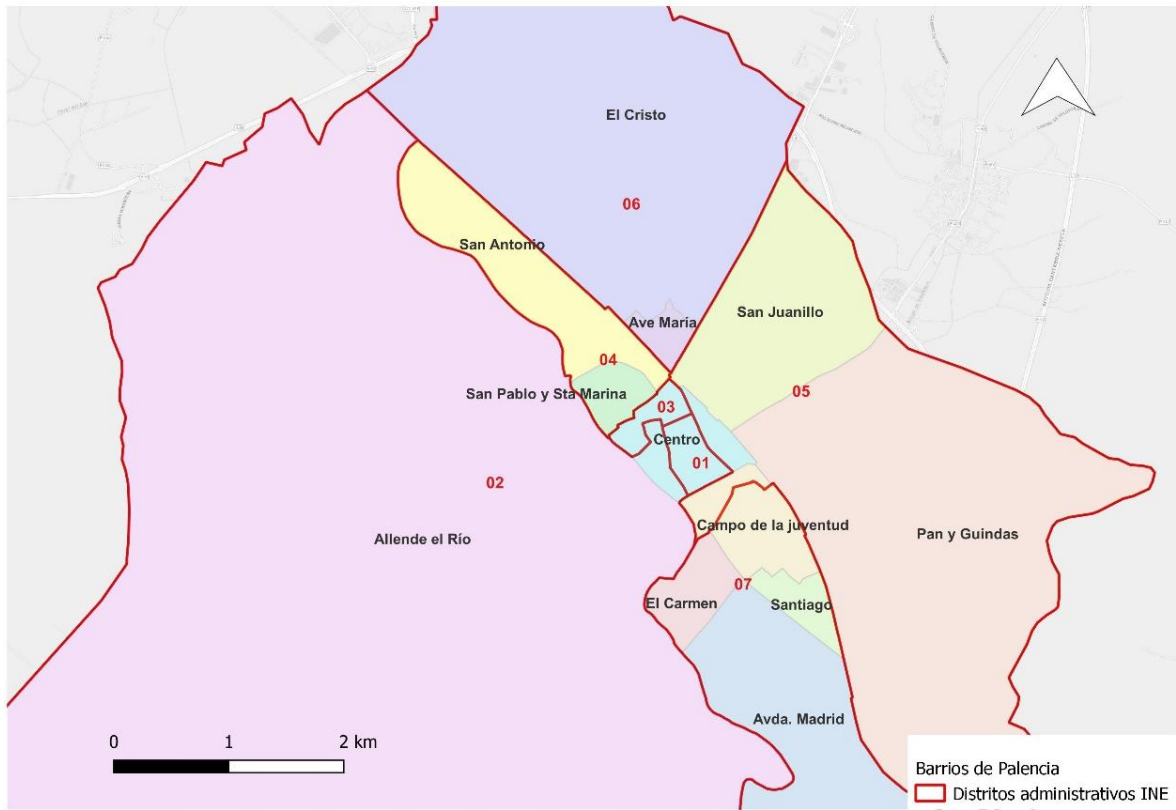 El Cristo
06
San Antonio
Ave María
San Juanillo
04
San Pablo y Sta Marina
03
05
Centro
01
02
Campo de la juventud
Allende el Río
Pan y Guindas
07
El Carmen
Santiago
Avda. Madrid
0 1 2 km
Barrios de Palencia
Distritos administrativos INE